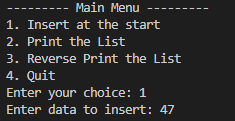 --------- Main Menu ---------
1. Insert at the start
2. Print the List
3. Reverse Print the List
4. Quit
Enter your choice: 1
Enter data to insert: 47